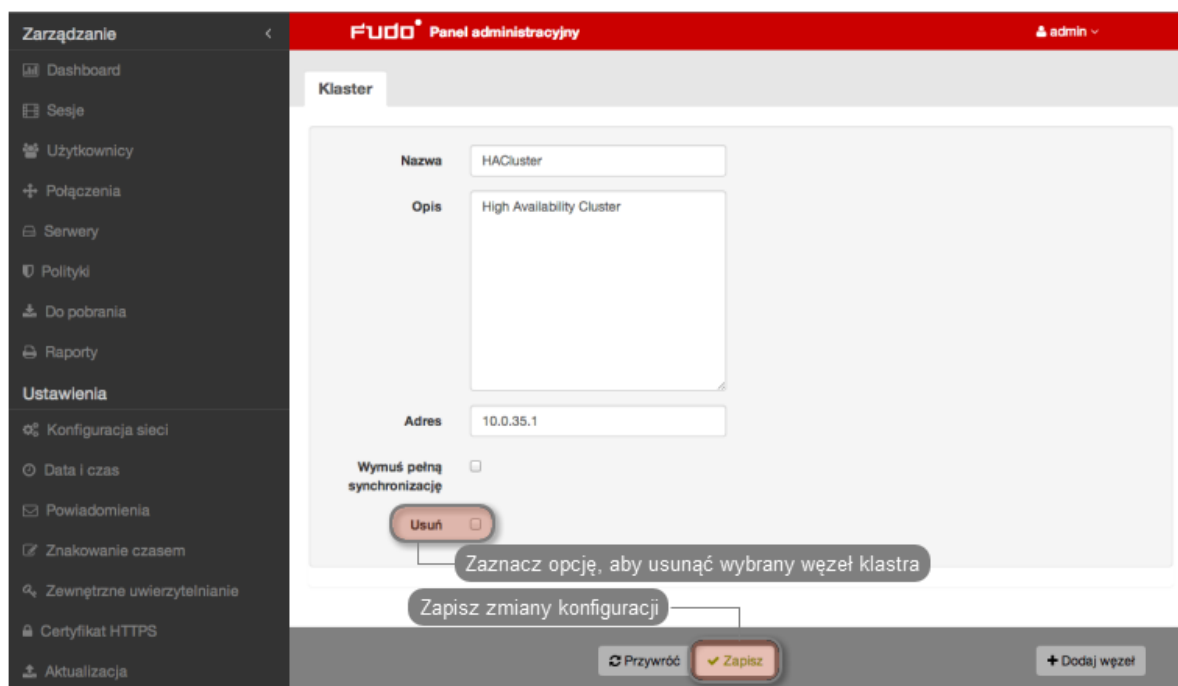 Zarządzanie
FUDO Panel administracyjny
admin
Dashboard
Sesje
Użytkownicy
Połączenia
Serwery
Polityki
Do pobrania
Raporty
Ustawienia
Konfiguracja sieci
Data i czas
Powiadomienia
Znakowanie czasem
Zewnętrzne uwierzytelnianie
Certyfikat HTTPS
Aktualizacja
Klaster
Nazwa HACluster
Opis High Availability Cluster
Adres 10.0.35.1
Wymuś pełną
synchronizację
Usuń
Zaznacz opcję, aby usunąć wybrany węzeł klastra
Zapisz zmiany konfiguracji
Przywróć Zapisz Dodaj węzeł